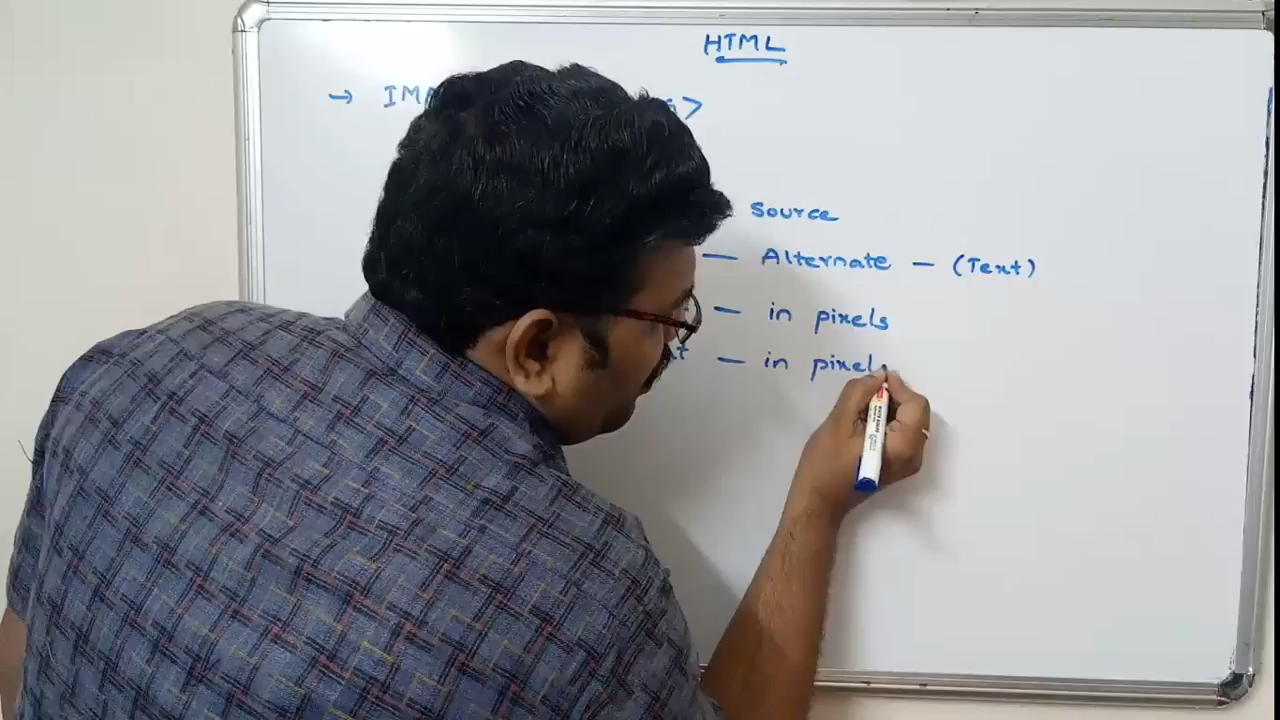 HTML
→ IMA >
Source
— Alternate — (Text)
— in pixels
t — in pixel